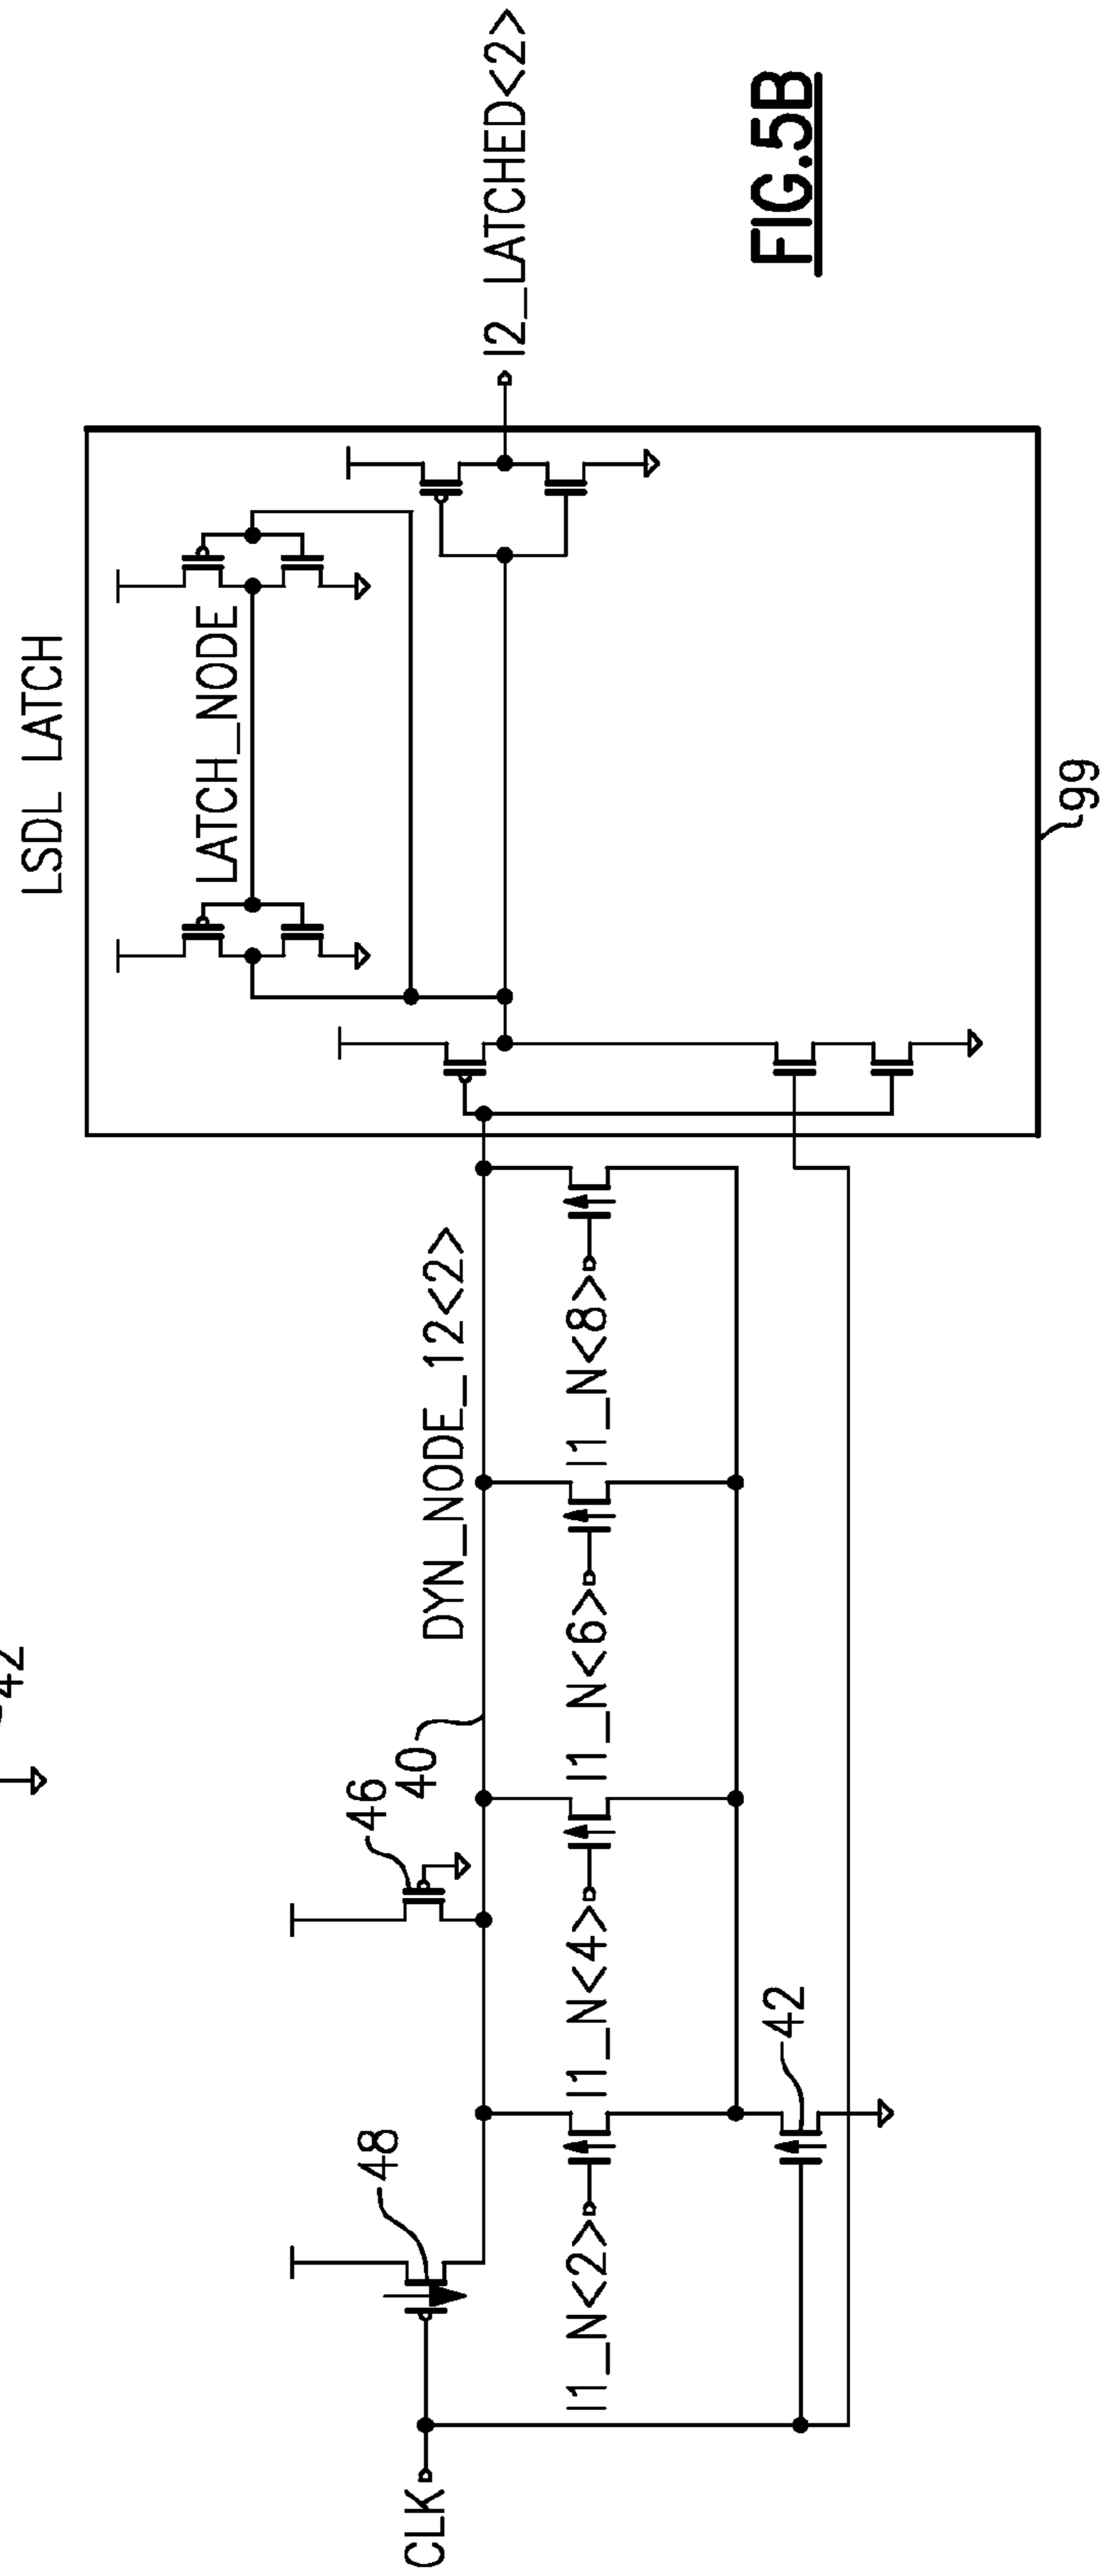 42
LSDL LATCH
LATCH_NODE
I2_LATCHED<2>
DYN_NODE_12<2>
46
40
48
CLK
I1_N<2>
I1_N<4>
I1_N<6>
I1_N<8>
42
99
FIG.5B